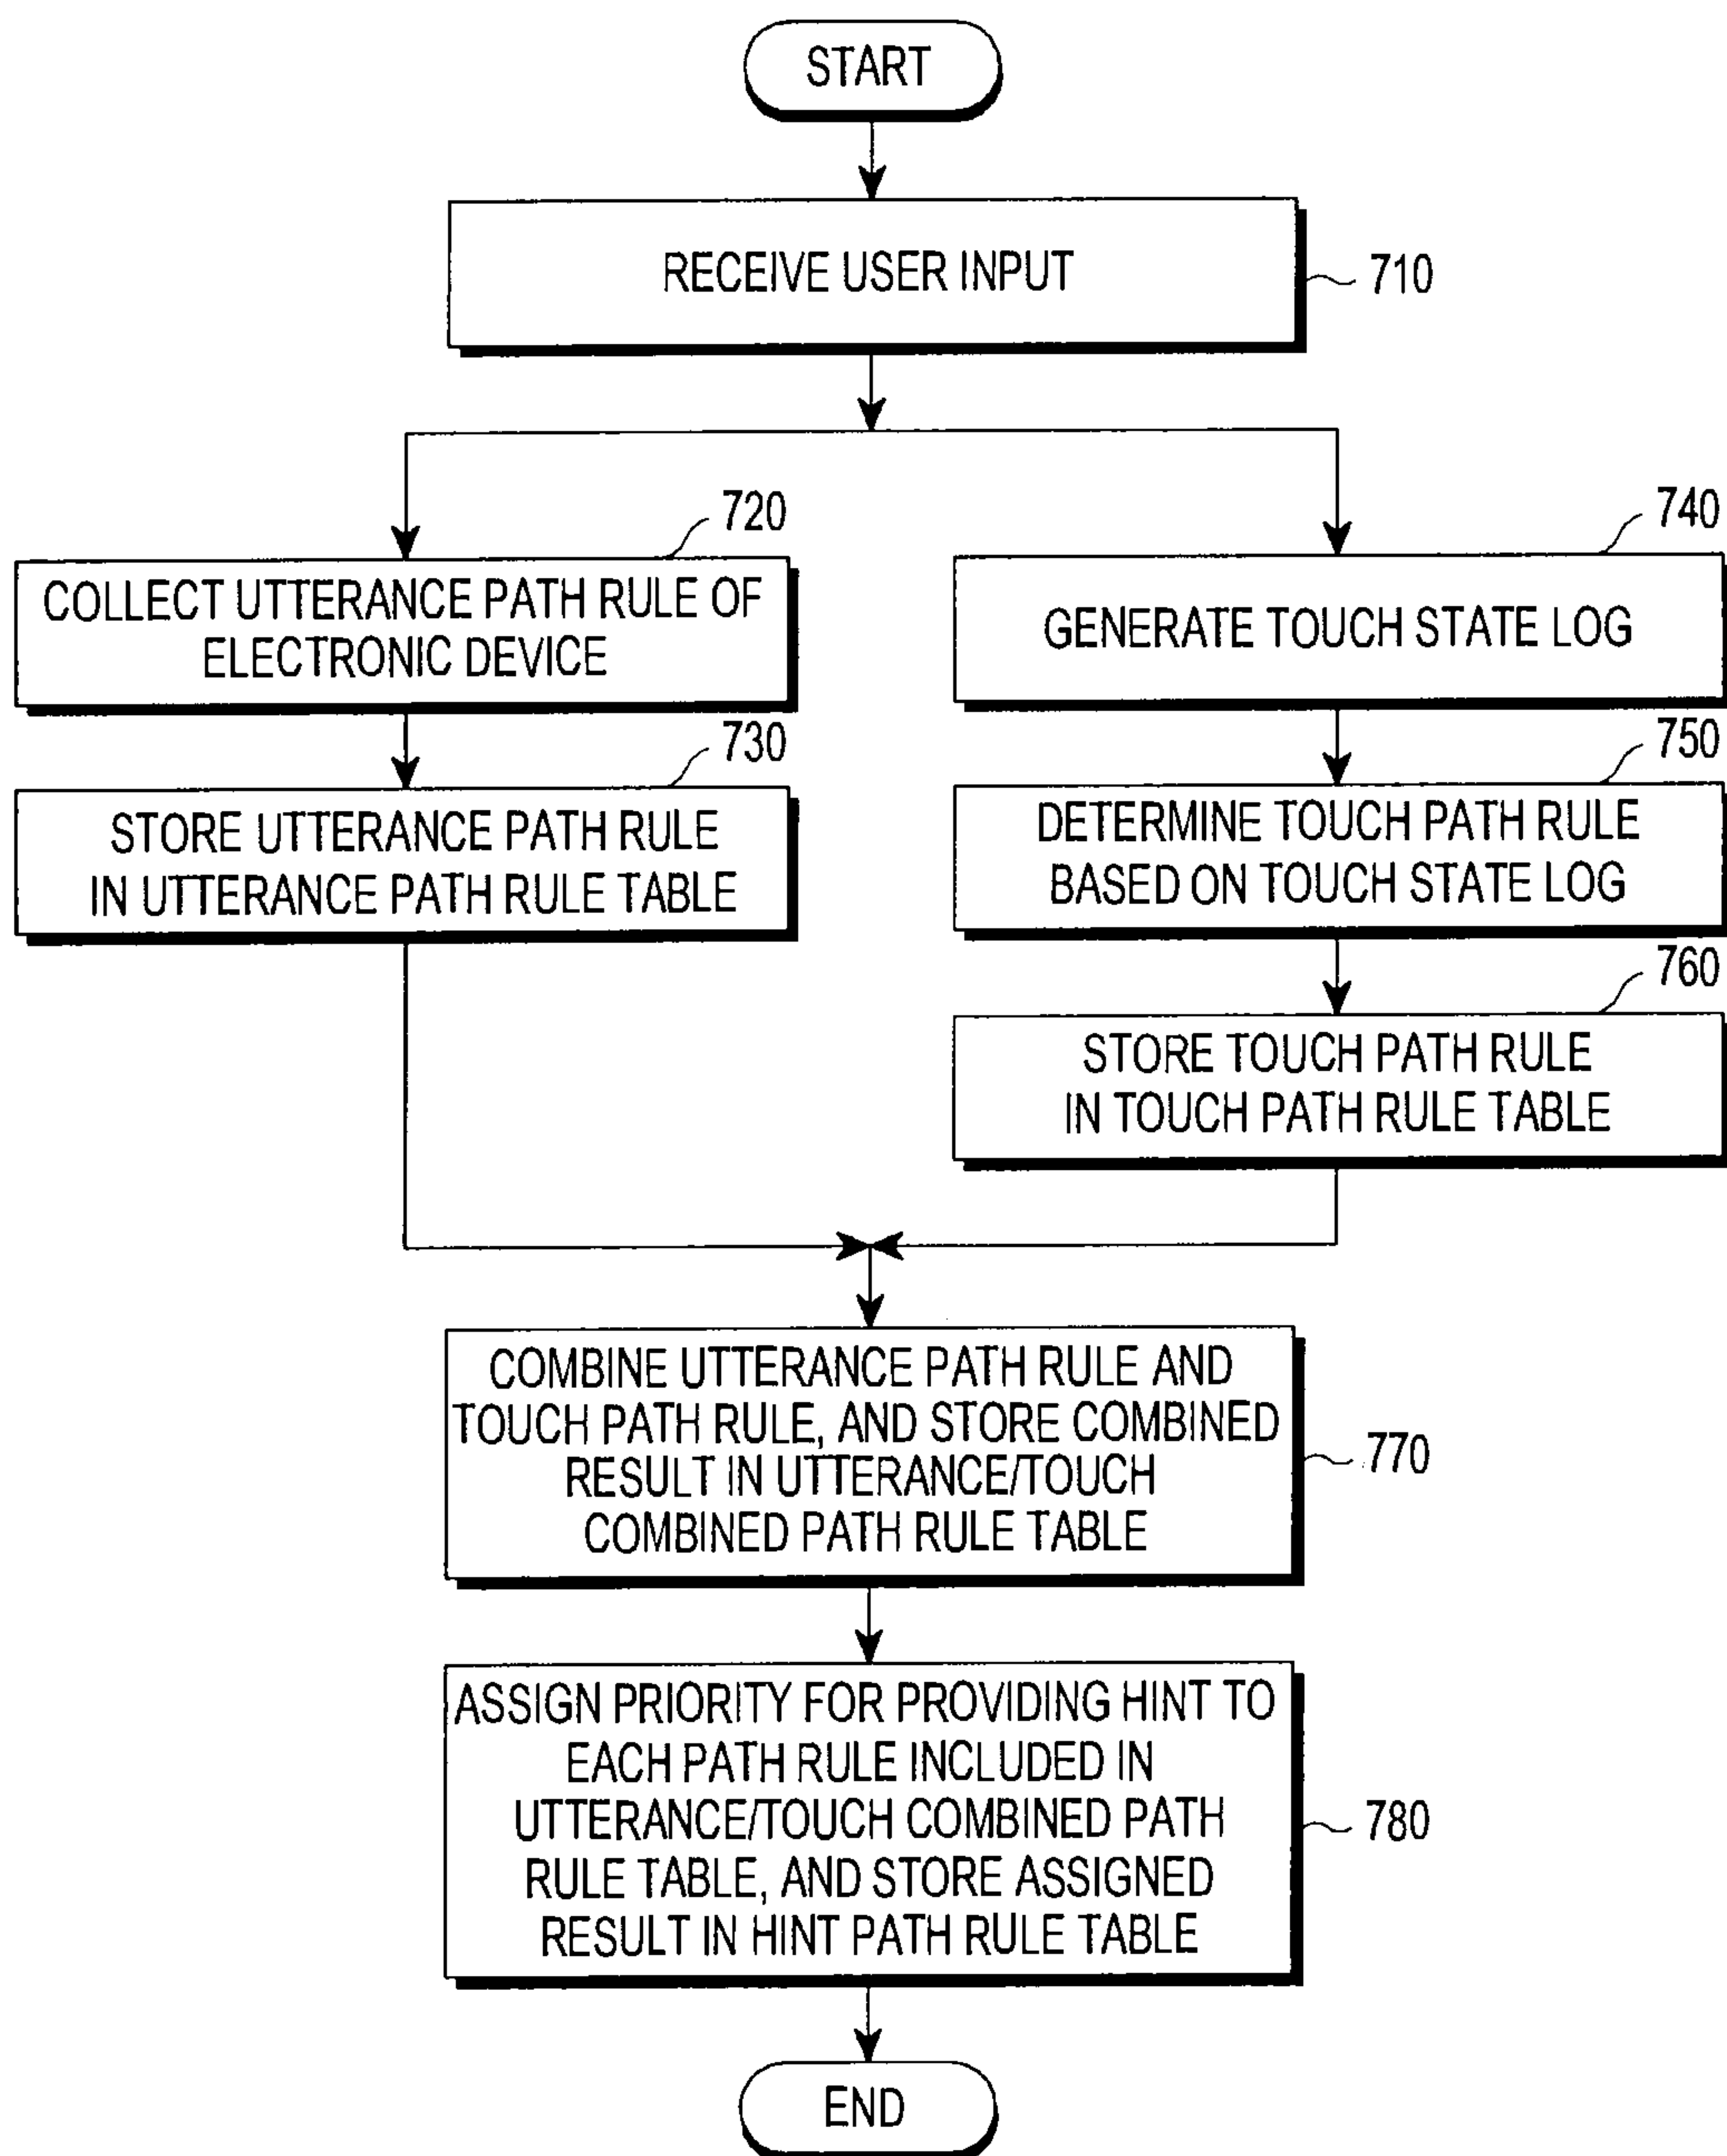 START
RECEIVE USER INPUT
710
720
COLLECT UTTERANCE PATH RULE OF
ELECTRONIC DEVICE
730
STORE UTTERANCE PATH RULE
IN UTTERANCE PATH RULE TABLE
740
GENERATE TOUCH STATE LOG
750
DETERMINE TOUCH PATH RULE
BASED ON TOUCH STATE LOG
760
STORE TOUCH PATH RULE
IN TOUCH PATH RULE TABLE
COMBINE UTTERANCE PATH RULE AND
TOUCH PATH RULE, AND STORE COMBINED
RESULT IN UTTERANCE/TOUCH
COMBINED PATH RULE TABLE
770
ASSIGN PRIORITY FOR PROVIDING HINT TO
EACH PATH RULE INCLUDED IN
UTTERANCE/TOUCH COMBINED PATH
RULE TABLE, AND STORE ASSIGNED
RESULT IN HINT PATH RULE TABLE
780
END